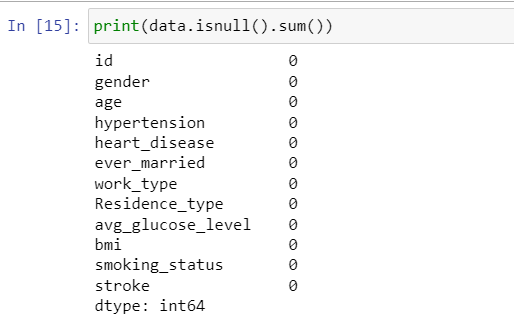 In [15]: print(data.isnull().sum())
id 0
gender 0
age 0
hypertension 0
heart_disease 0
ever_married 0
work_type 0
Residence_type 0
avg_glucose_level 0
bmi 0
smoking_status 0
stroke 0
dtype: int64